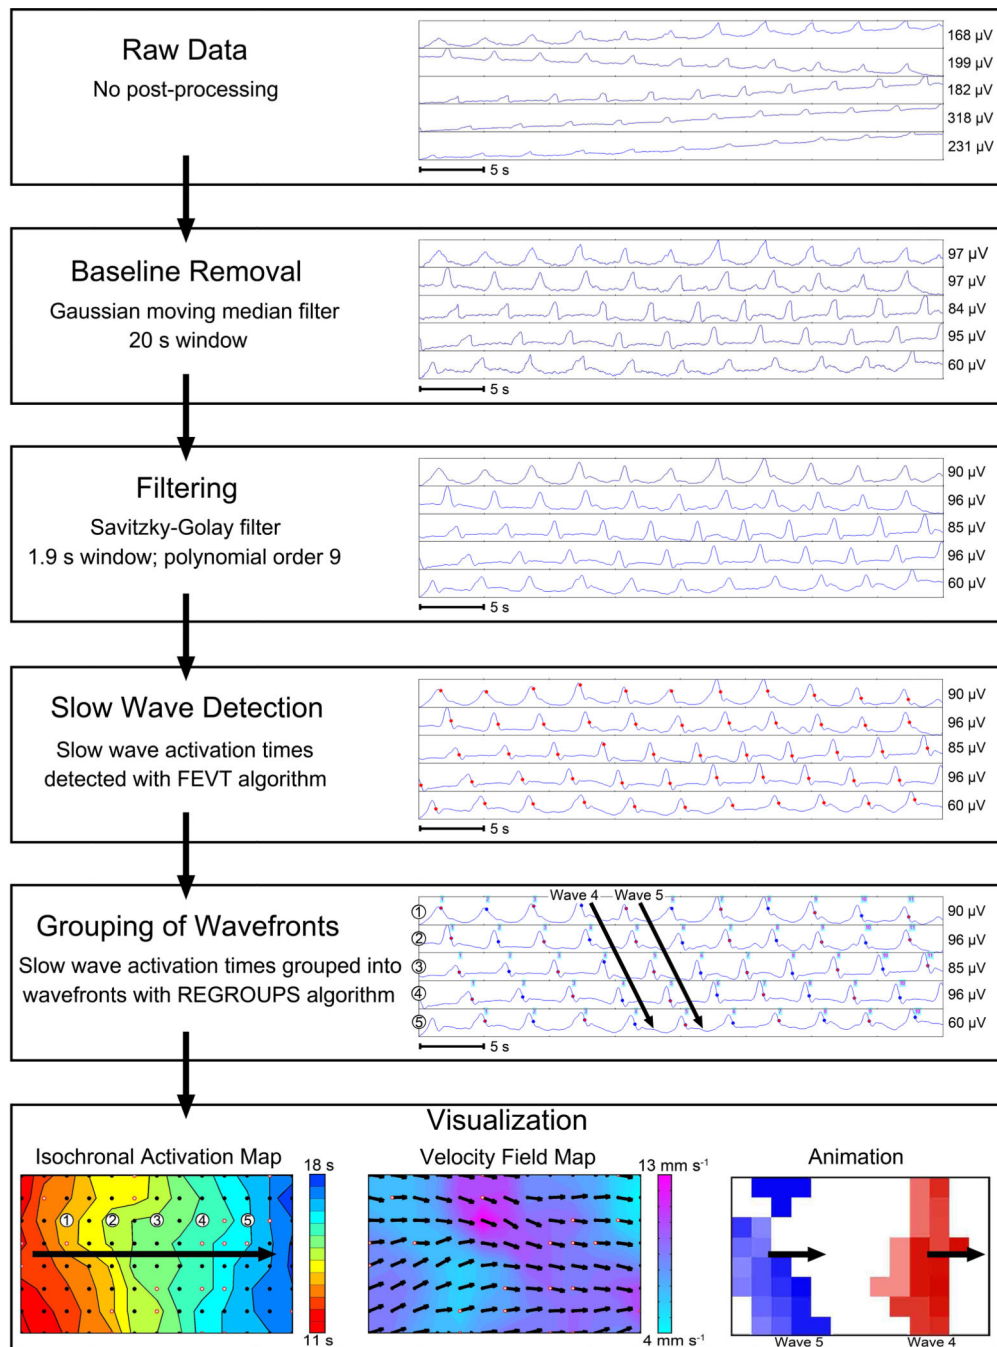 Raw Data
No post-processing
168 µV
199 µV
182 µV
318 µV
231 µV
5 s
Baseline Removal
Gaussian moving median filter
20 s window
97 µV
97 µV
84 µV
95 µV
60 µV
5 s
Filtering
Savitzky-Golay filter
1.9 s window; polynomial order 9
90 µV
96 µV
85 µV
96 µV
60 µV
5 s
Slow Wave Detection
Slow wave activation times
detected with FEVT algorithm
90 µV
96 µV
85 µV
96 µV
60 µV
5 s
Grouping of Wavefronts
Slow wave activation times grouped into
wavefronts with REGROUPS algorithm
Wave 4 Wave 5
① 90 µV
② 96 µV
③ 85 µV
④ 96 µV
⑤ 60 µV
5 s
Visualization
Isochronal Activation Map
18 s
① ② ③ ④ ⑤
11 s
Velocity Field Map
13 mm s⁻¹
4 mm s⁻¹
Animation
Wave 5 Wave 4